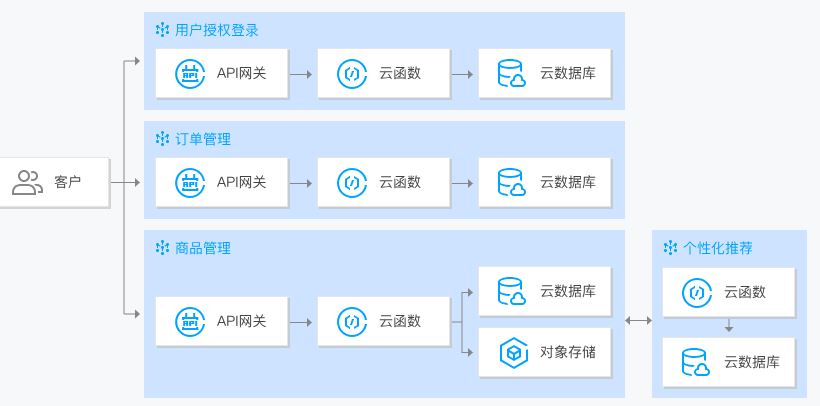 用户授权登录
API网关
云函数
云数据库
订单管理
API网关
云函数
云数据库
客户
商品管理
API网关
云函数
云数据库
对象存储
个性化推荐
云函数
云数据库